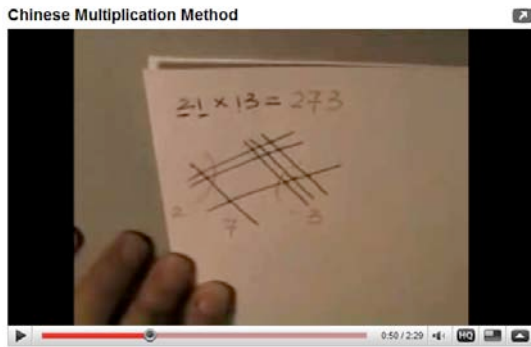 Chinese Multiplication Method
21 × 13 = 273
2
7
3
0:50 / 2:29
HQ